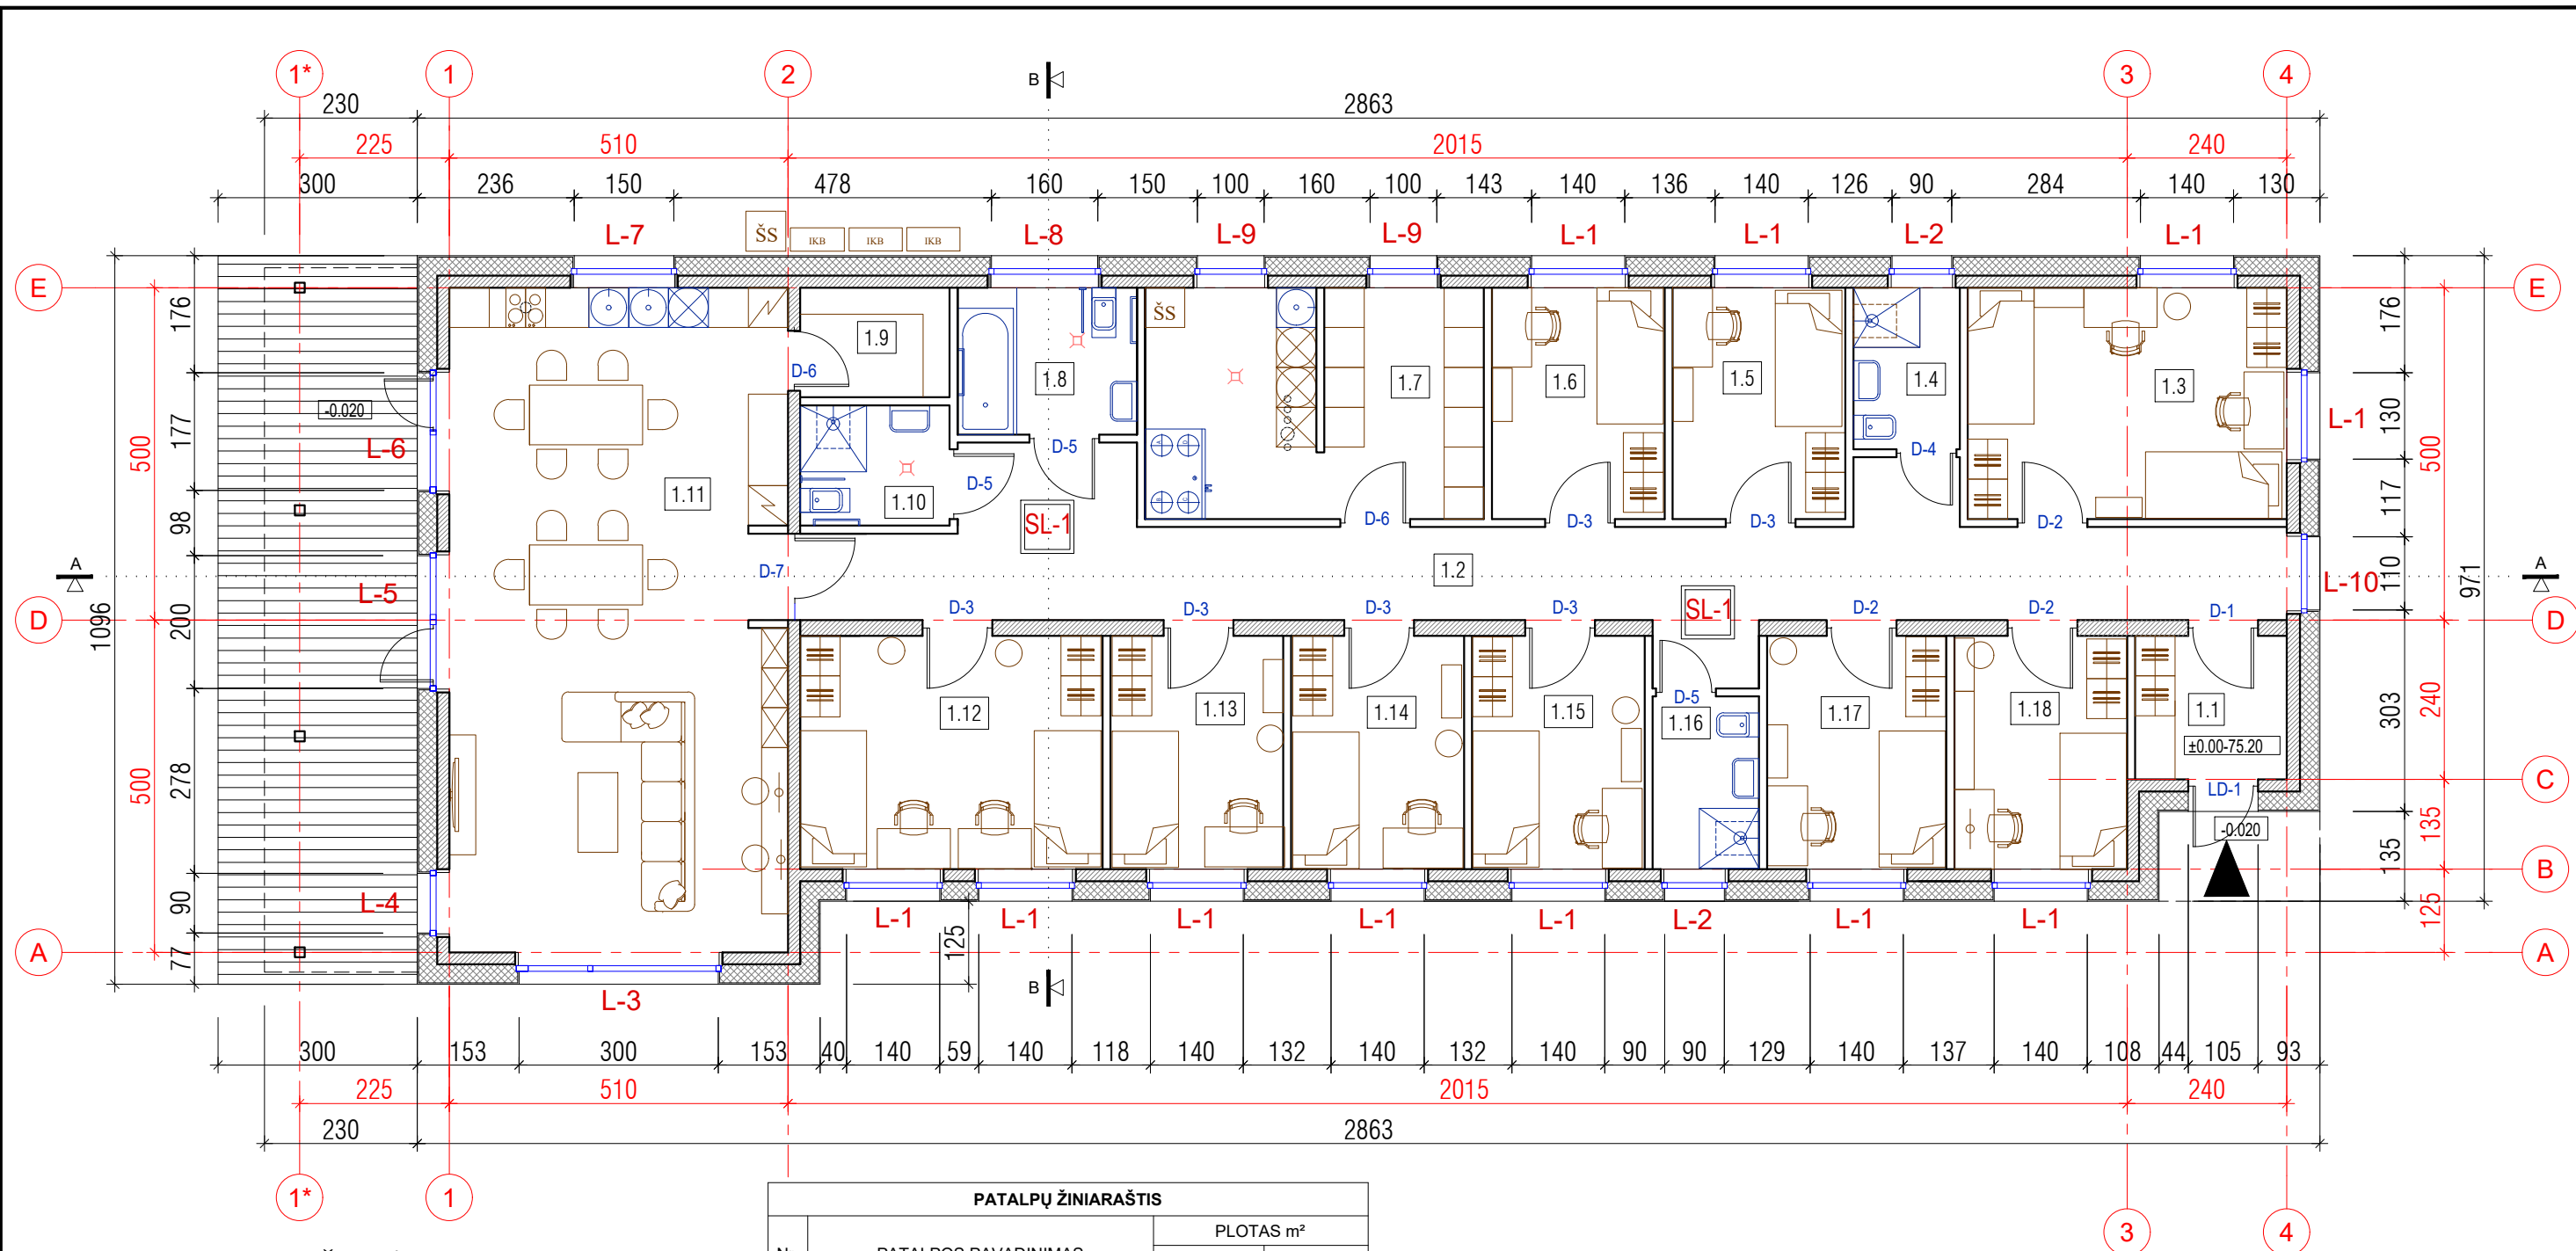 1* 1 2 3 4
B
230 2863
225 510 2015 240
300 236 150 478 160 150 100 160 100 143 140 136 140 126 90 284 140 130
L-7 ŠS IKB IKB IKB L-8 L-9 L-9 L-1 L-1 L-2 L-1
E E
176 176
ŠS
1.9
D-6 1.8 1.7 1.6 1.5 1.4 1.3
-0.020
177 130
L-6 L-1
500 500
D-5 D-4
1.11 1.10 D-5
98 117
SL-1 D-6 D-3 D-3 D-2
A A
D-7 1.2
L-5 L-10
110
1096 971
200
D-3 D-3 D-3 D-3 SL-1 D-2 D-2 D-1
D D
1.12 1.13 1.14 1.15 D-5 1.16 1.17 1.18 1.1
303 240
±0.00-75.20
278 500
C
LD-1
-0.020
135 135
B
90 L-4
L-1 L-1 L-1 L-1 L-1 L-2 L-1 L-1
125 125
77
A A
B
L-3
300 153 300 153 40 140 59 140 118 140 132 140 132 140 90 90 129 140 137 140 108 44 105 93
225 510 2015 240
230 2863
1* 1 3 4
PATALPŲ ŽINIARAŠTIS
PLOTAS m²
PATALPOS PAVADINIMAS